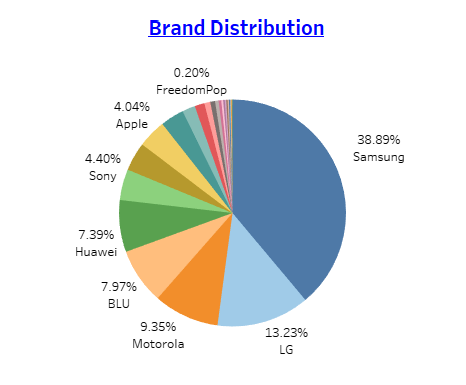 Brand Distribution
0.20%
FreedomPop
4.04%
Apple
38.89%
Samsung
4.40%
Sony
7.39%
Huawei
7.97%
BLU
9.35%
Motorola
13.23%
LG